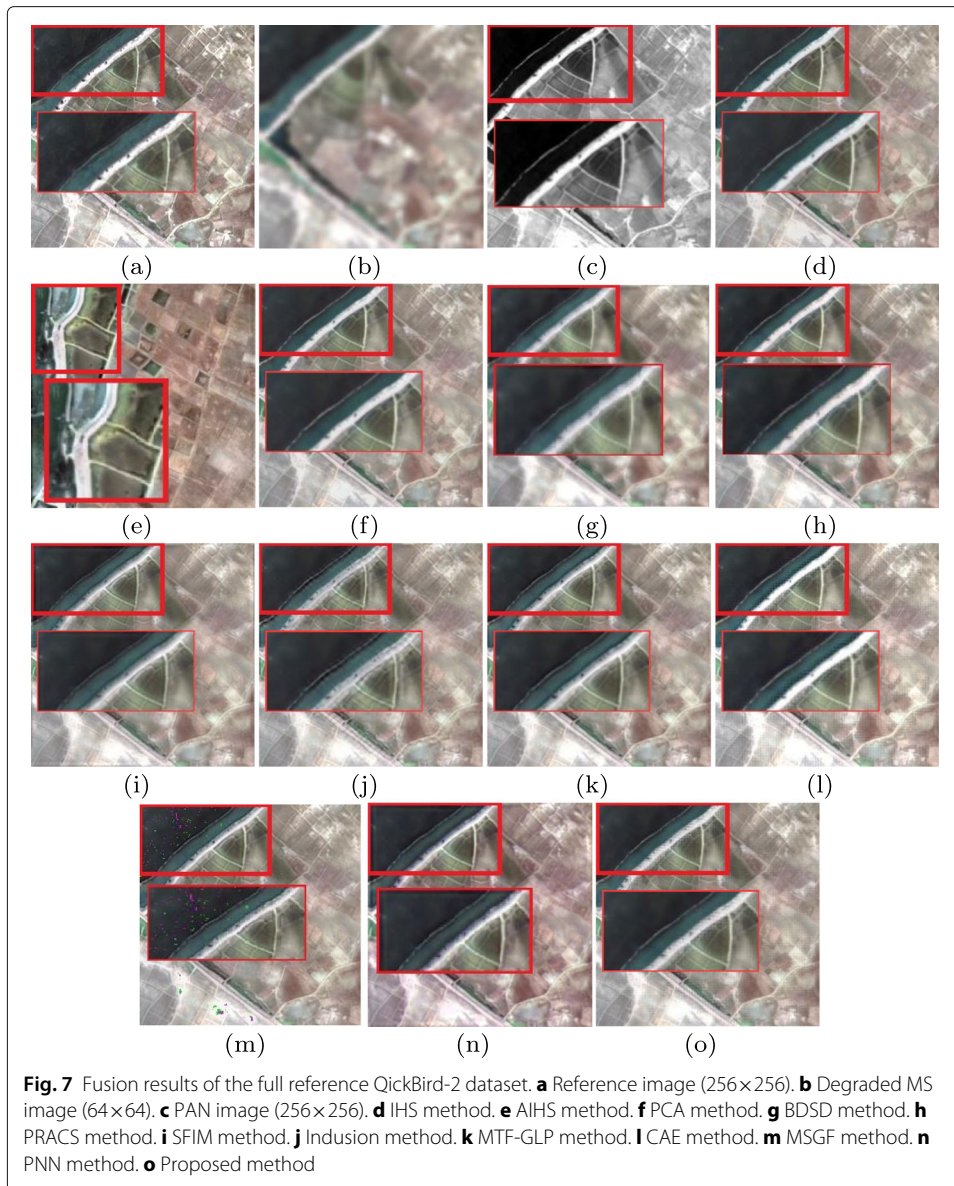 (a) (b) (c) (d)
(e) (f) (g) (h)
(i) (j) (k) (l)
(m) (n) (o)
Fig. 7 Fusion results of the full reference QickBird-2 dataset. a Reference image (256×256). b Degraded MS
image (64×64). c PAN image (256×256). d IHS method. e AIHS method. f PCA method. g BDSD method. h
PRACS method. i SFIM method. j Indusion method. k MTF-GLP method. l CAE method. m MSGF method. n
PNN method. o Proposed method